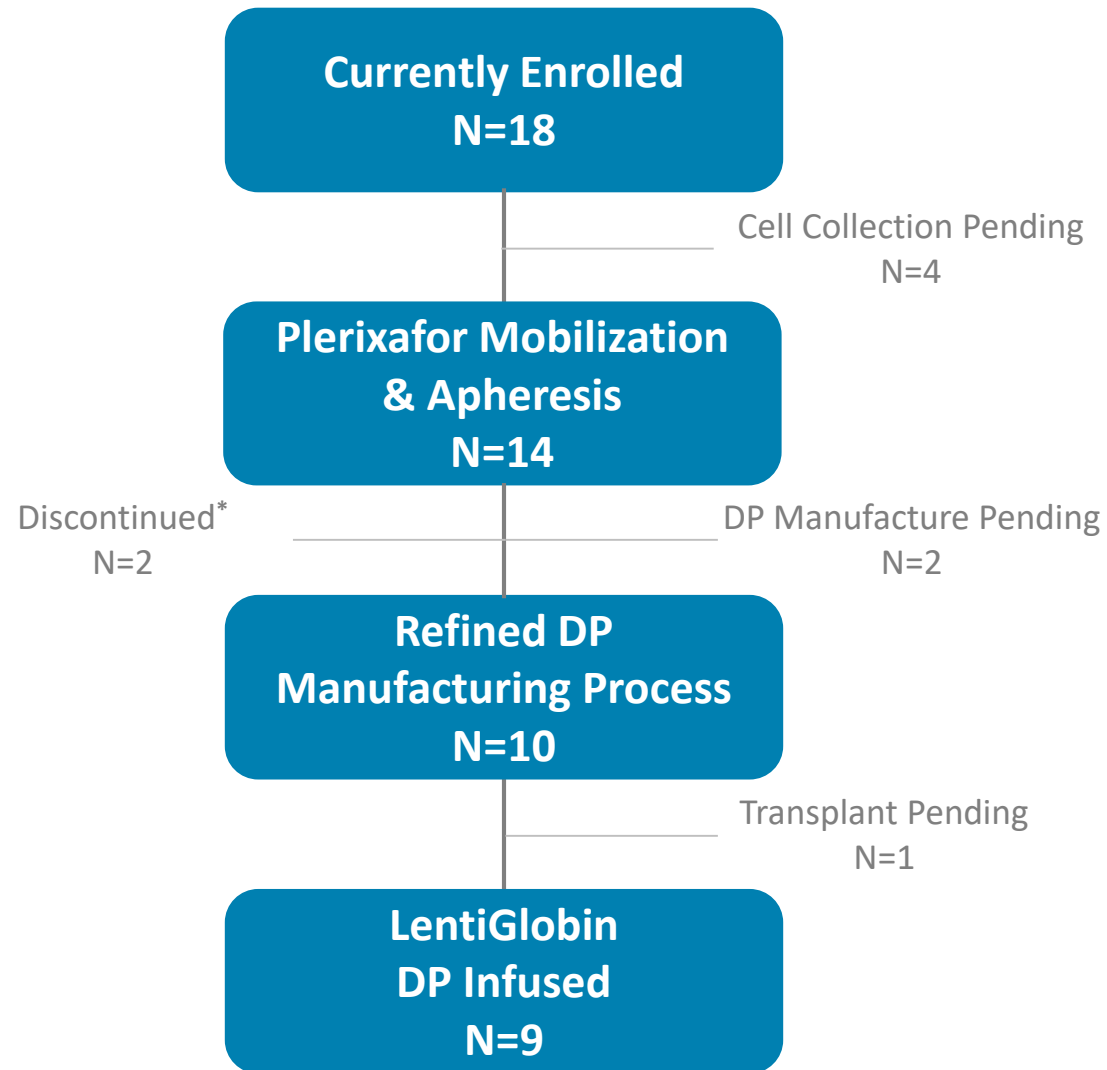 Currently Enrolled
N=18
Cell Collection Pending
N=4
Plerixafor Mobilization
& Apheresis
N=14
Discontinued*
N=2
DP Manufacture Pending
N=2
Refined DP
Manufacturing Process
N=10
Transplant Pending
N=1
LentiGlobin
DP Infused
N=9